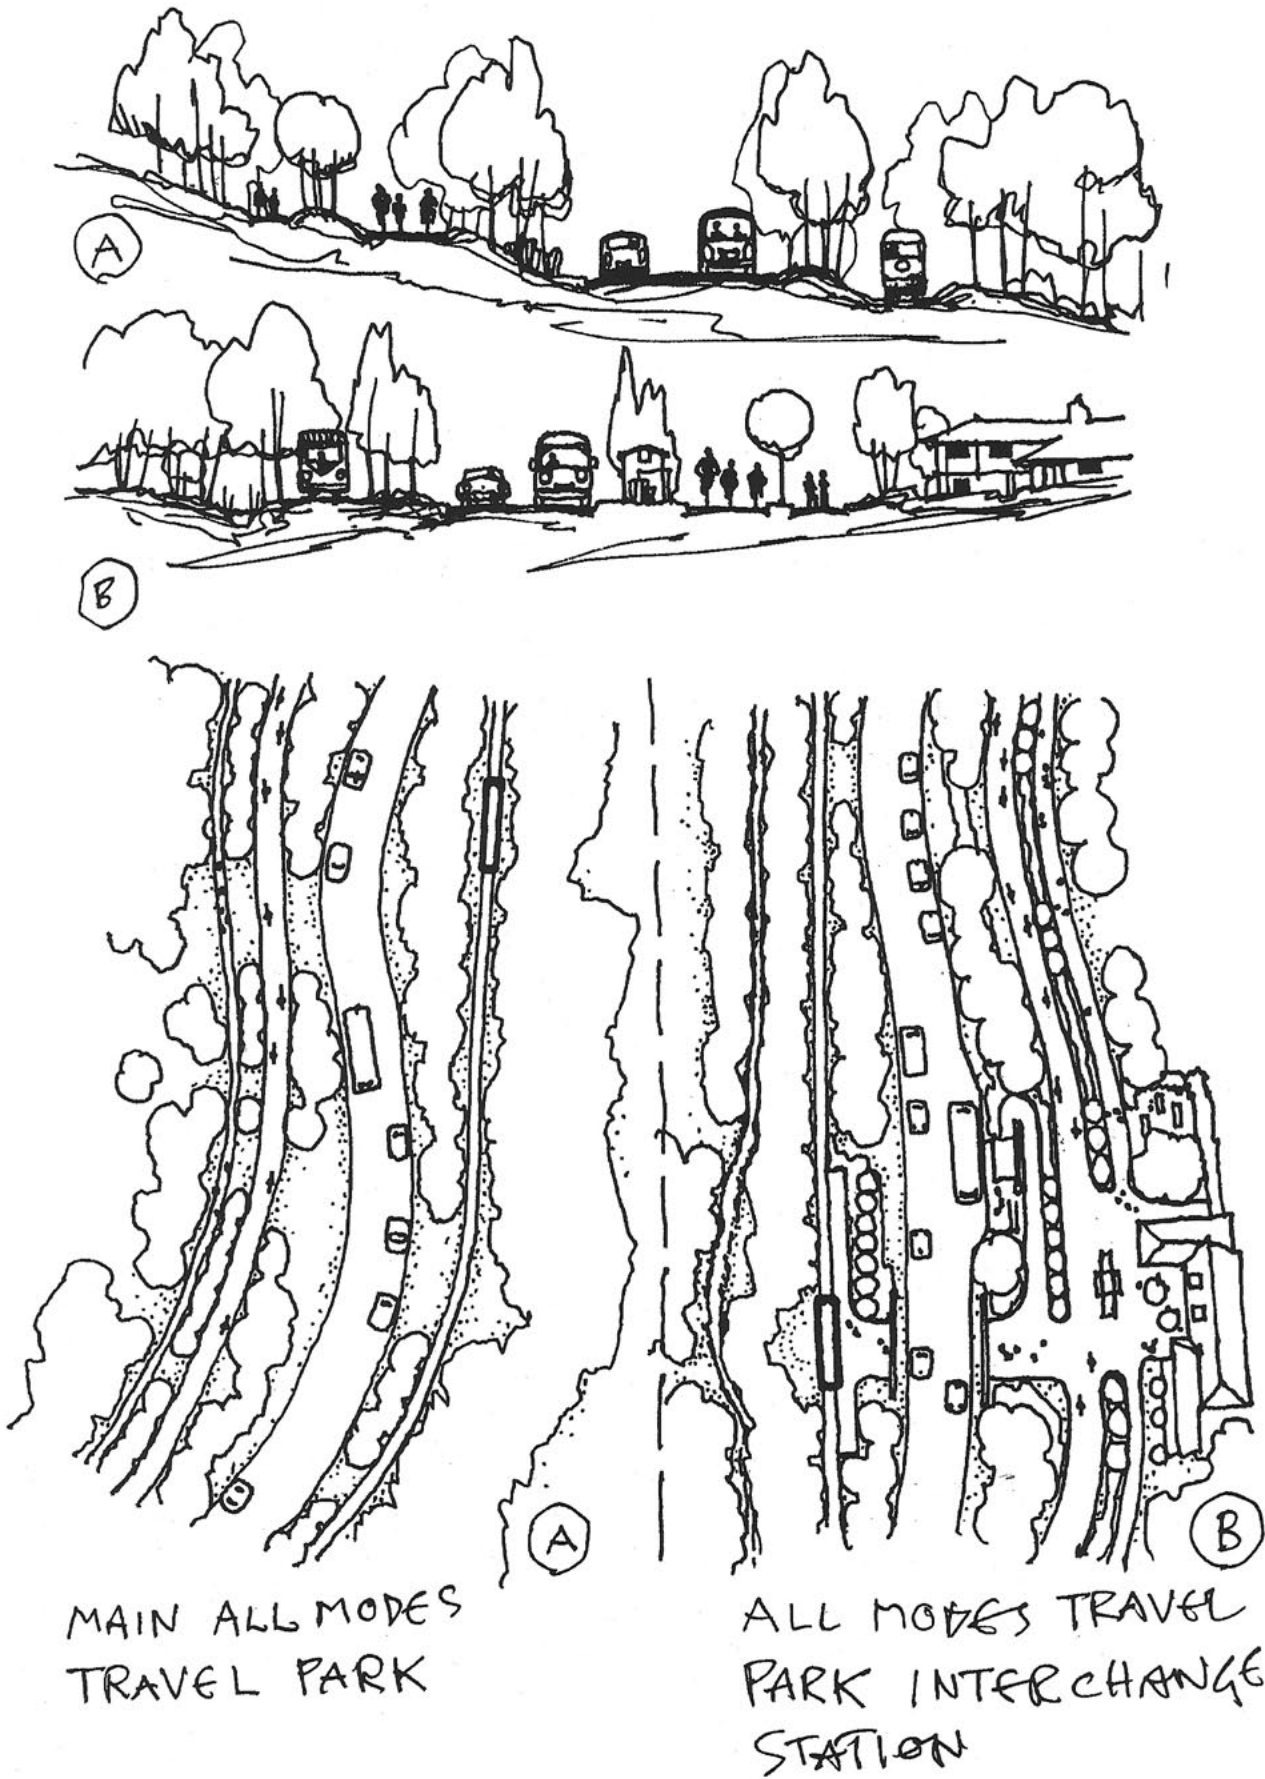 A
B
A
B
MAIN ALL MODES
TRAVEL PARK
ALL MODES TRAVEL
PARK INTERCHANGE
STATION